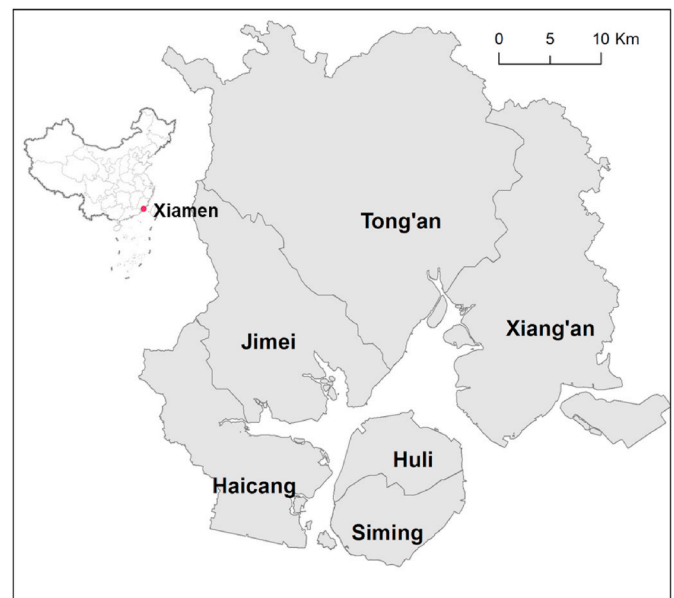 0 5 10 Km
Xiamen
Tong'an
Xiang'an
Jimei
Huli
Haicang
Siming